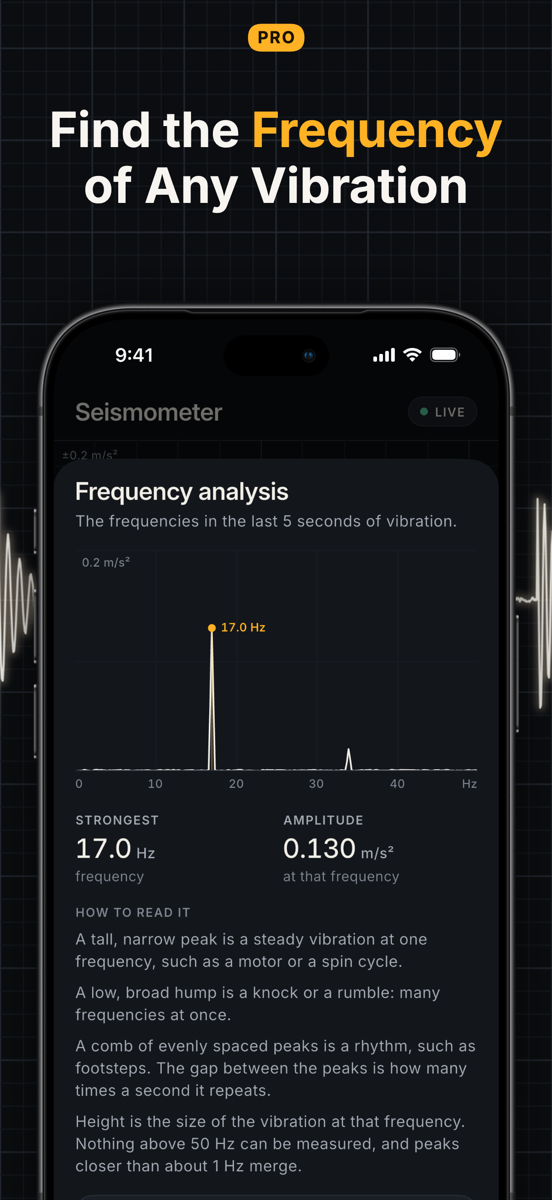 PRO
Find the Frequency
of Any Vibration
9:41
Seismometer
LIVE
±0.2 m/s²
Frequency analysis
The frequencies in the last 5 seconds of vibration.
0.2 m/s²
17.0 Hz
0 10 20 30 40 Hz
STRONGEST AMPLITUDE
17.0 Hz 0.130 m/s²
frequency at that frequency
HOW TO READ IT
A tall, narrow peak is a steady vibration at one
frequency, such as a motor or a spin cycle.
A low, broad hump is a knock or a rumble: many
frequencies at once.
A comb of evenly spaced peaks is a rhythm, such as
footsteps. The gap between the peaks is how many
times a second it repeats.
Height is the size of the vibration at that frequency.
Nothing above 50 Hz can be measured, and peaks
closer than about 1 Hz merge.